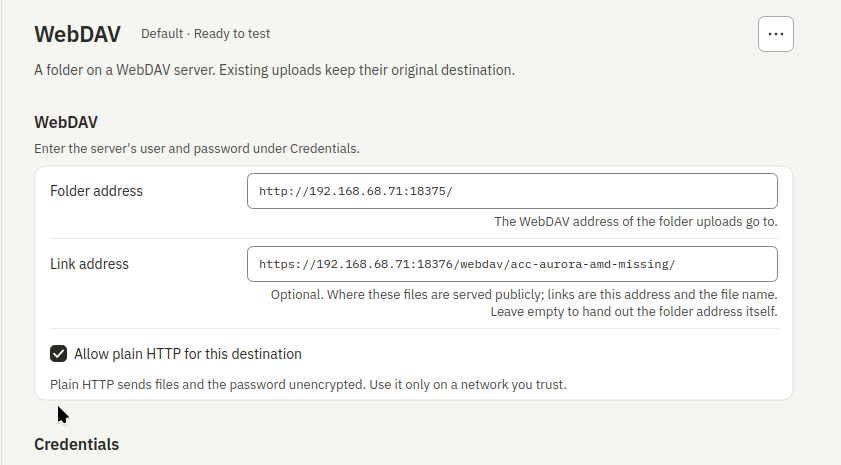 WebDAV
Default · Ready to test
A folder on a WebDAV server. Existing uploads keep their original destination.
WebDAV
Enter the server's user and password under Credentials.
Folder address
http://192.168.68.71:18375/
The WebDAV address of the folder uploads go to.
Link address
https://192.168.68.71:18376/webdav/acc-aurora-amd-missing/
Optional. Where these files are served publicly; links are this address and the file name.
Leave empty to hand out the folder address itself.
Allow plain HTTP for this destination
Plain HTTP sends files and the password unencrypted. Use it only on a network you trust.
Credentials